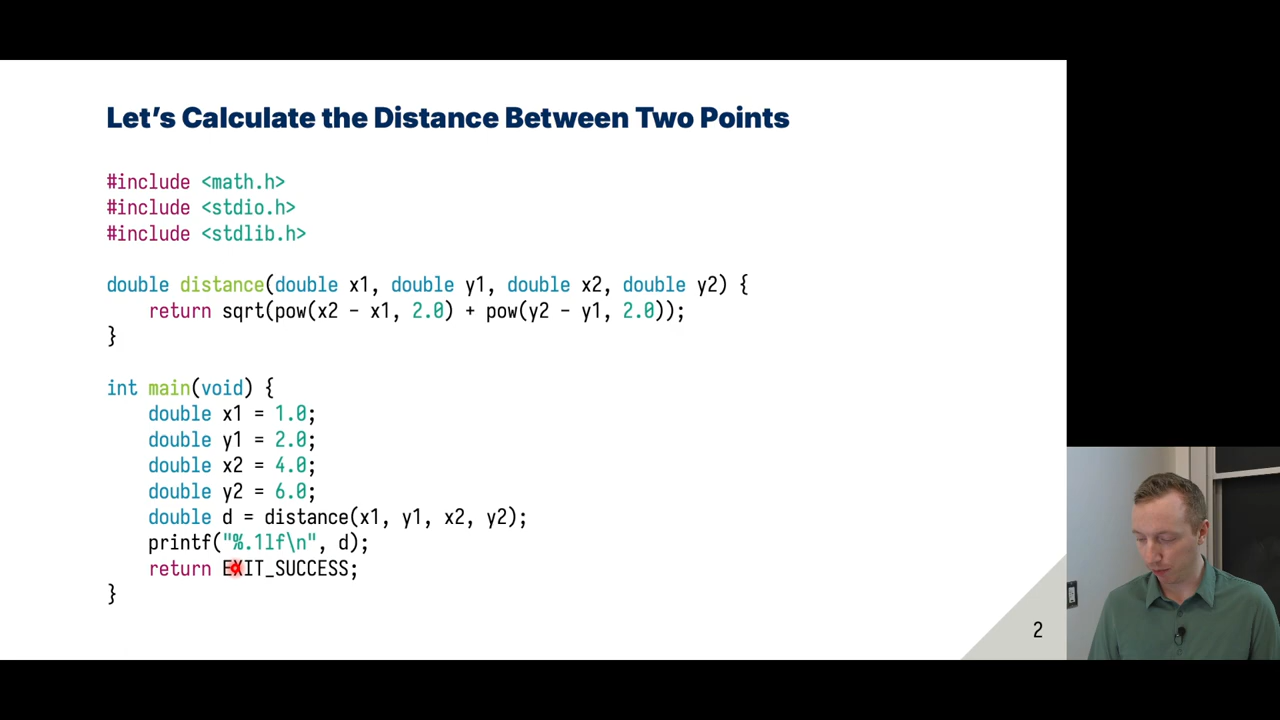 Let's Calculate the Distance Between Two Points
#include <math.h>
#include <stdio.h>
#include <stdlib.h>
double distance(double x1, double y1, double x2, double y2) {
    return sqrt(pow(x2 - x1, 2.0) + pow(y2 - y1, 2.0));
}
int main(void) {
    double x1 = 1.0;
    double y1 = 2.0;
    double x2 = 4.0;
    double y2 = 6.0;
    double d = distance(x1, y1, x2, y2);
    printf("%.1lf\n", d);
    return EXIT_SUCCESS;
}
2